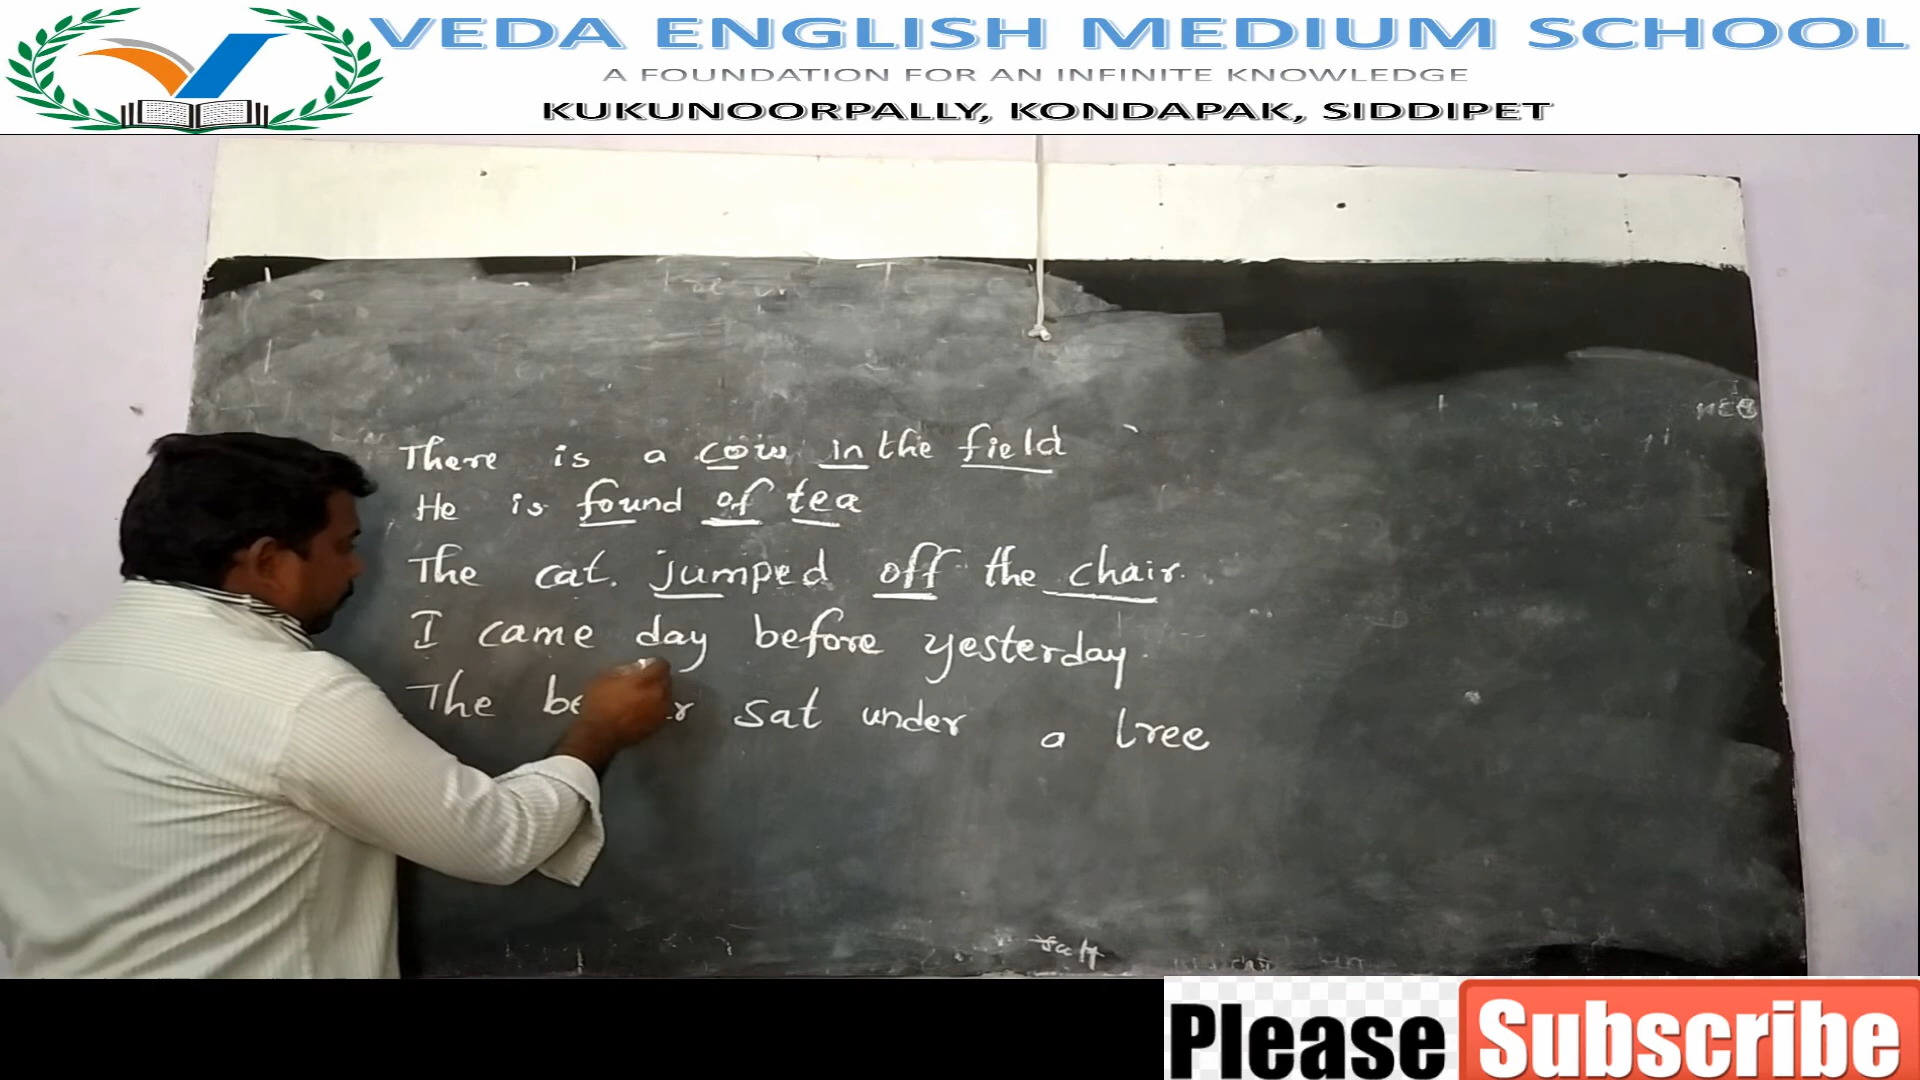 VEDA ENGLISH MEDIUM SCHOOL
A FOUNDATION FOR AN INFINITE KNOWLEDGE
KUKUNOORPALLY, KONDAPAK, SIDDIPET
There is a cow in the field
He is found of tea
The cat. jumped off the chair.
I came day before yesterday.
The sat under a tree
Please Subscribe